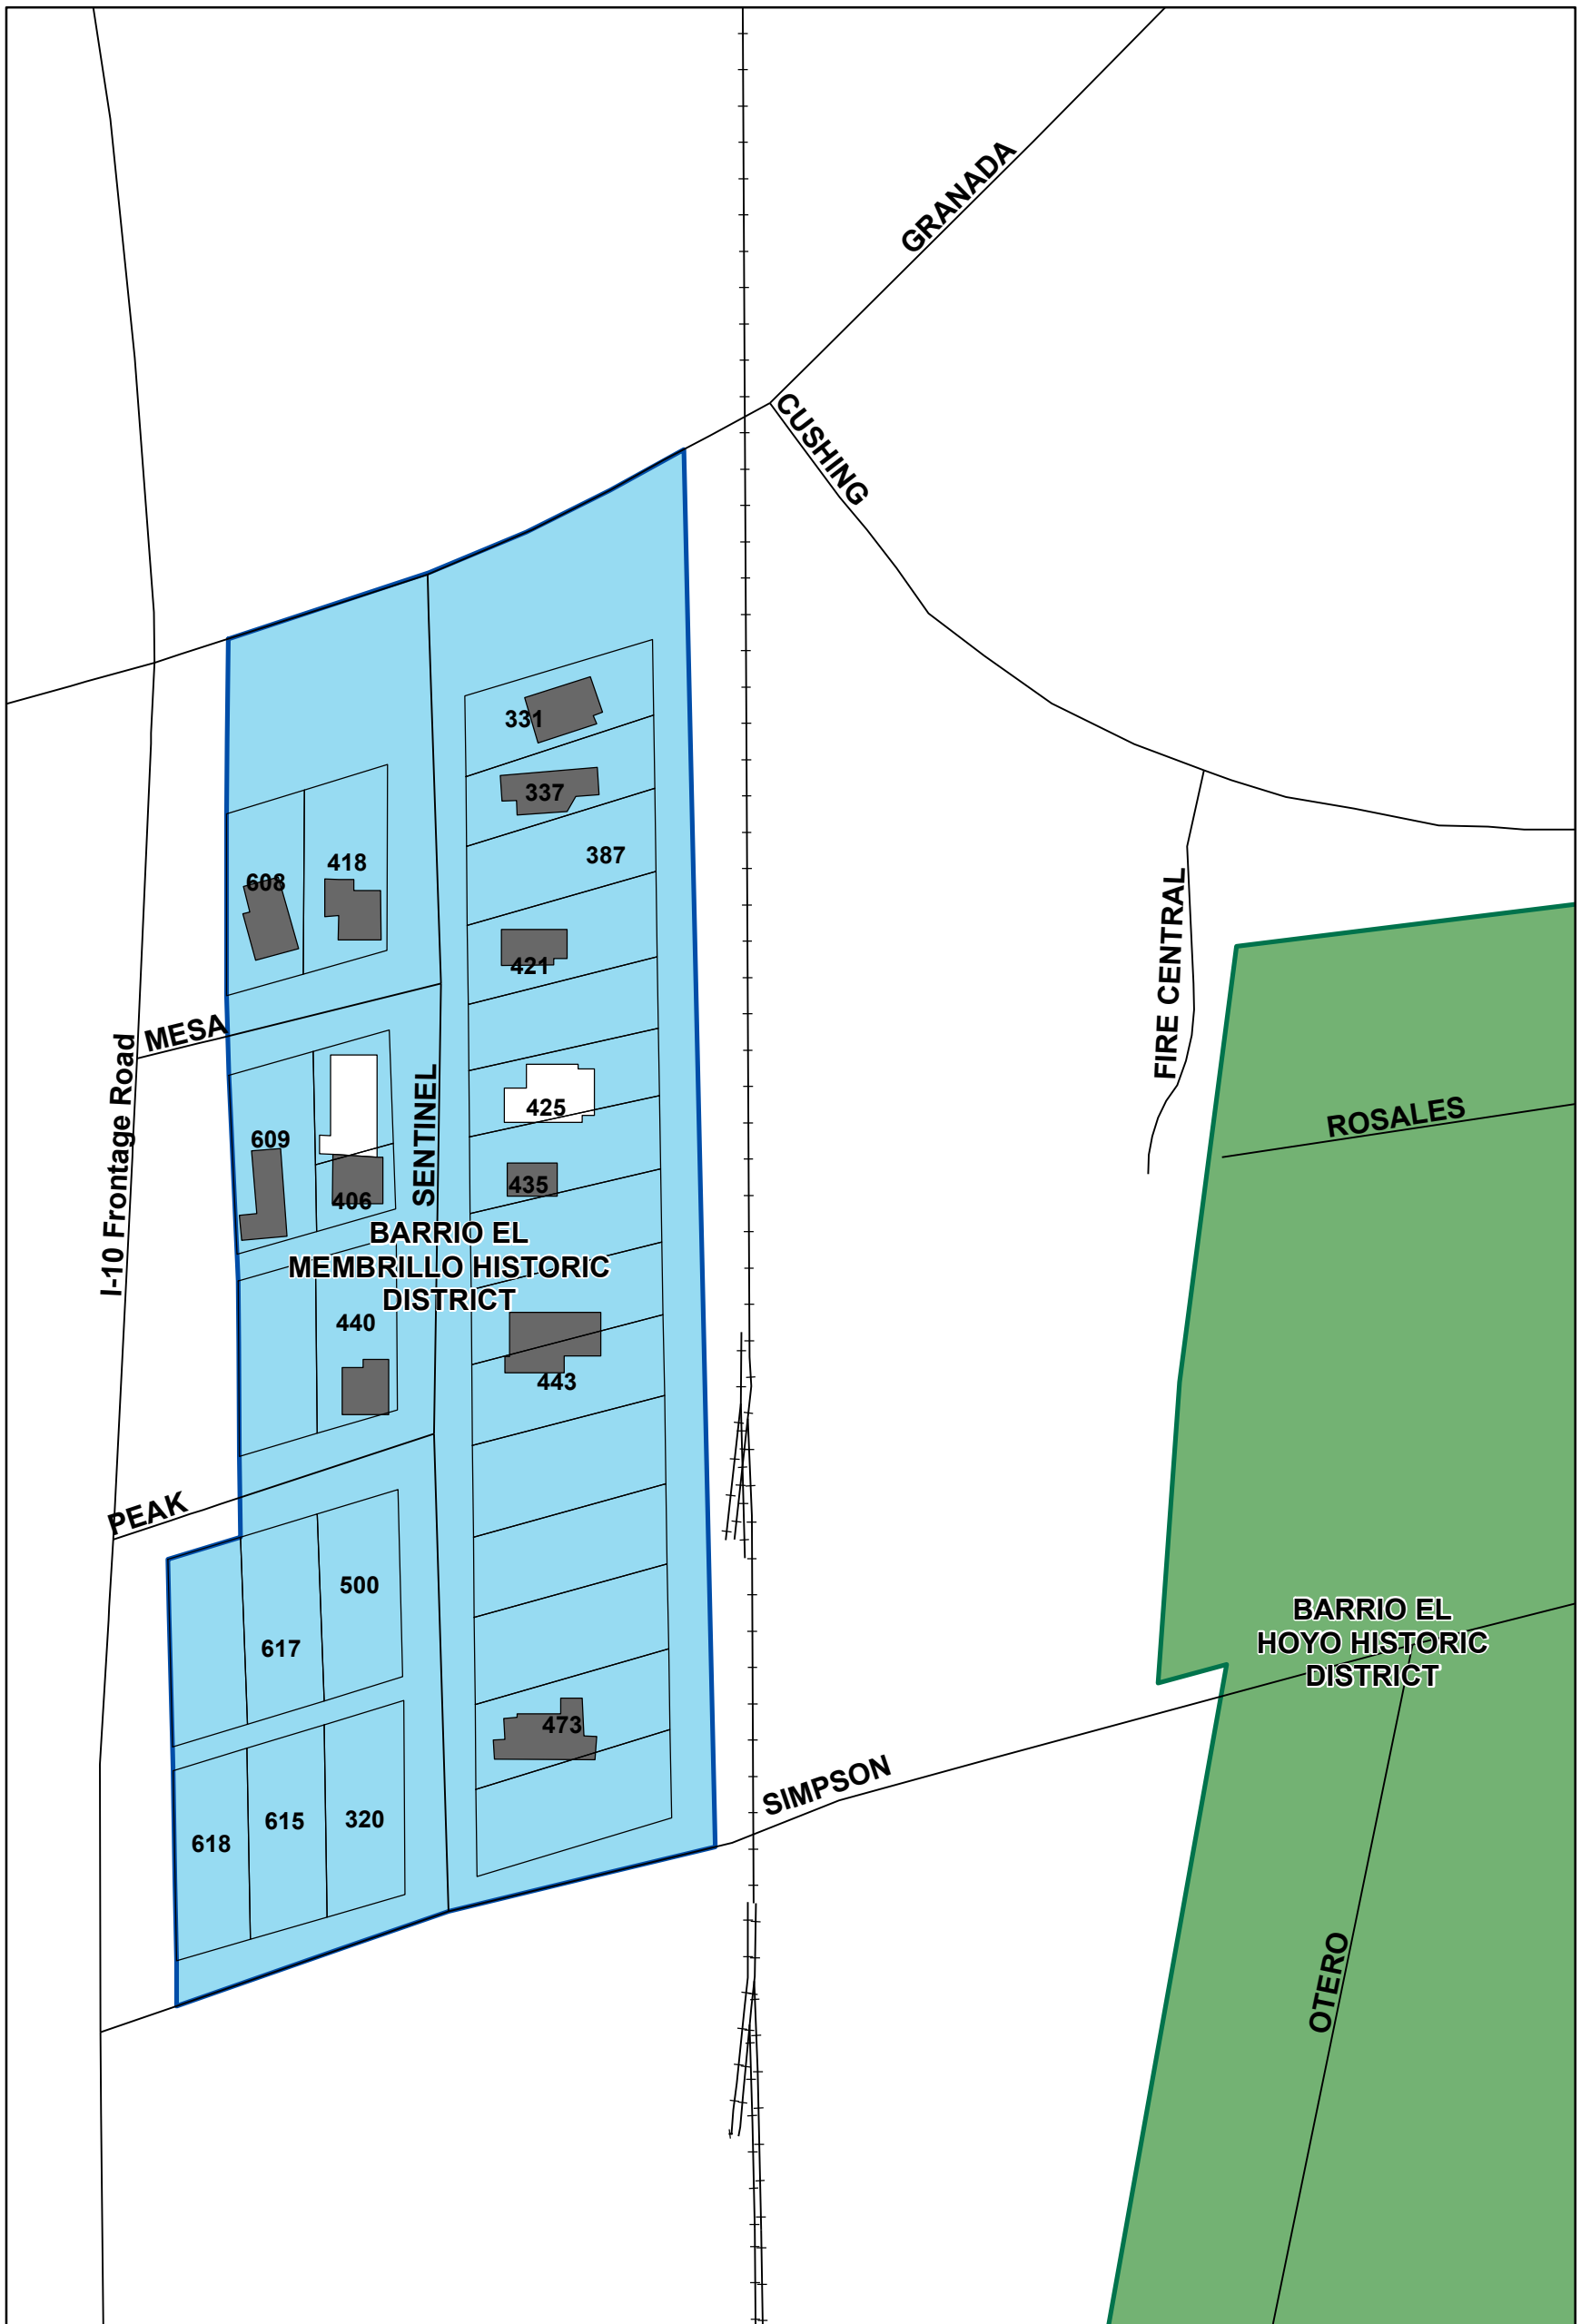 GRANADA
CUSHING
331
337
387
418
608
FIRE CENTRAL
421
MESA
I-10 Frontage Road
SENTINEL
425
ROSALES
609
435
406
BARRIO EL
MEMBRILLO HISTORIC
DISTRICT
440
443
PEAK
500
617
BARRIO EL
HOYO HISTORIC
DISTRICT
473
SIMPSON
320
615
618
OTERO